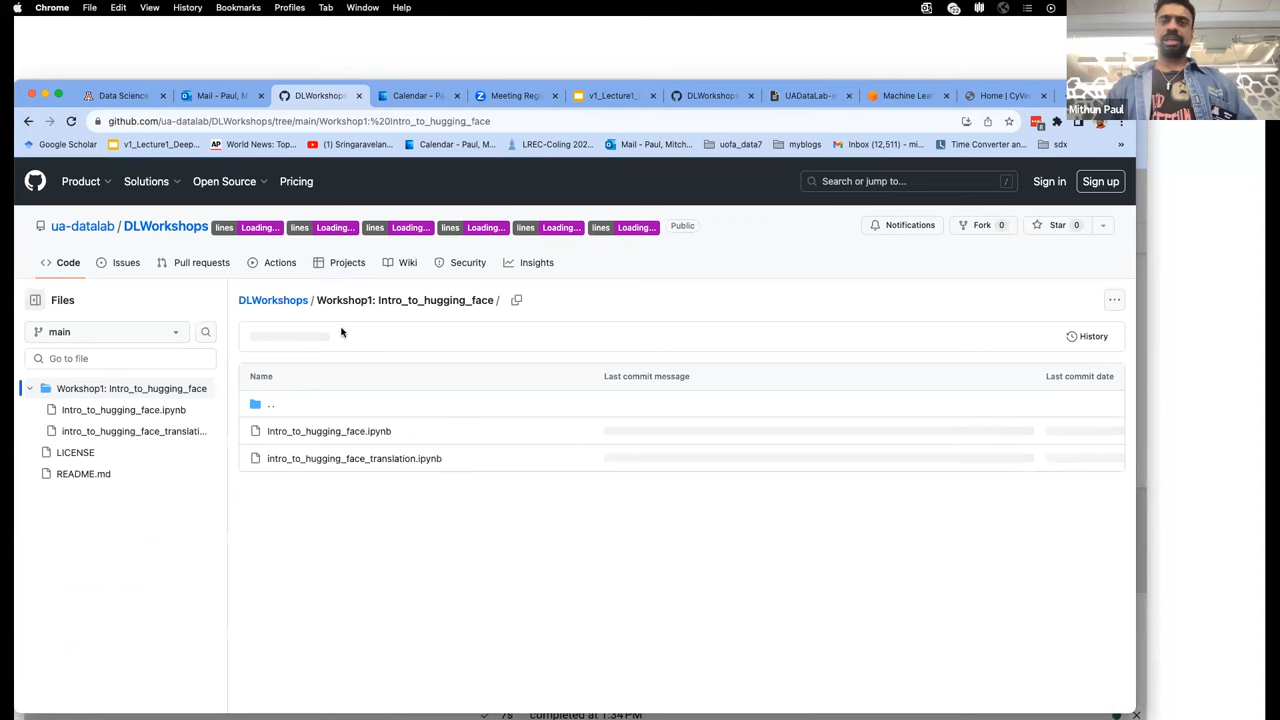 Chrome File Edit View History Bookmarks Profiles Tab Window Help
22
Mithun Paul
Data Science Mail - Paul, M DLWorkshops Calendar - P Meeting Regi v1_Lecture1_ DLWorkshops UADataLab-w Machine Lea Home | CyVe
github.com/ua-datalab/DLWorkshops/tree/main/Workshop1:%20Intro_to_hugging_face
Google Scholar v1_Lecture1_Deep... World News: Top... (1) Sringaravelan... Calendar - Paul, M... LREC-Coling 202... Mail - Paul, Mitch... uofa_data7 myblogs Inbox (12,511) - mi... Time Converter an... sdx »
Product Solutions Open Source Pricing Search or jump to... / Sign in Sign up
ua-datalab / DLWorkshops lines Loading... lines Loading... lines Loading... lines Loading... lines Loading... lines Loading... Public Notifications Fork 0 Star 0
Code Issues Pull requests Actions Projects Wiki Security Insights
Files
main
Go to file
Workshop1: Intro_to_hugging_face
Intro_to_hugging_face.ipynb
intro_to_hugging_face_translati...
LICENSE
README.md
DLWorkshops / Workshop1: Intro_to_hugging_face /
History
Name Last commit message Last commit date
..
Intro_to_hugging_face.ipynb
intro_to_hugging_face_translation.ipynb
7s completed at 1:34 PM